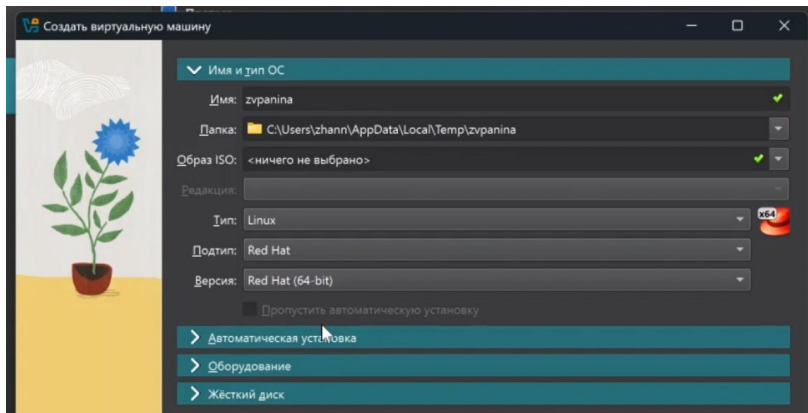 Создать виртуальную машину
Имя и тип ОС
Имя: zvpanina
Папка: C:\Users\zhann\AppData\Local\Temp\zvpanina
Образ ISO: <ничего не выбрано>
Редакция:
x64
Тип: Linux
Подтип: Red Hat
Версия: Red Hat (64-bit)
Пропустить автоматическую установку
Автоматическая установка
Оборудование
Жёсткий диск